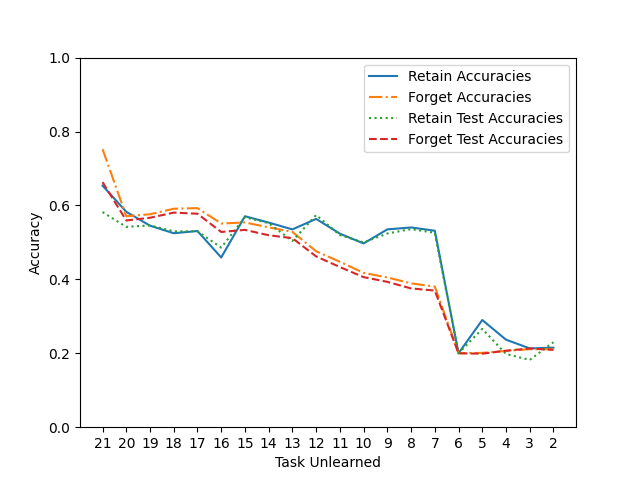 Accuracy
1.0
0.8
0.6
0.4
0.2
0.0
Retain Accuracies
Forget Accuracies
Retain Test Accuracies
Forget Test Accuracies
21 20 19 18 17 16 15 14 13 12 11 10 9 8 7 6 5 4 3 2
Task Unlearned